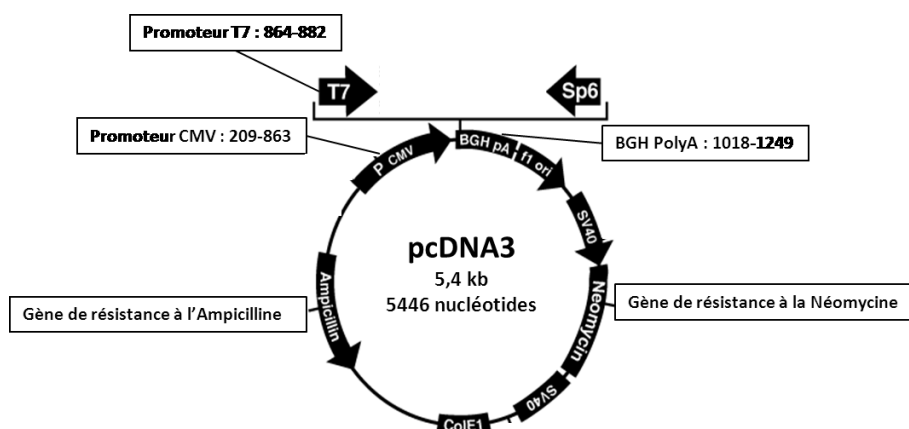 Promoteur T7 : 864-882
T7
Sp6
Promoteur CMV : 209-863
BGH PolyA : 1018-1249
P CMV
BGH pA
f1 ori
SV40
pcDNA3
5,4 kb
5446 nucléotides
Ampicillin
Neomycin
Gène de résistance à l’Ampicilline
Gène de résistance à la Néomycine
SV40
ColE1